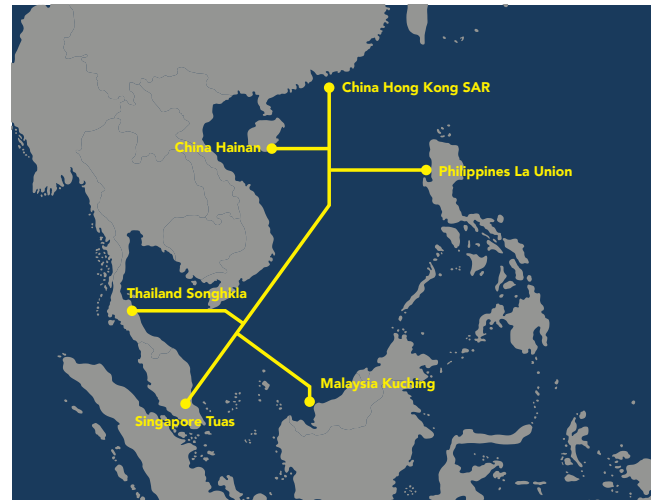 China Hong Kong SAR
China Hainan
Philippines La Union
Thailand Songhkla
Malaysia Kuching
Singapore Tuas